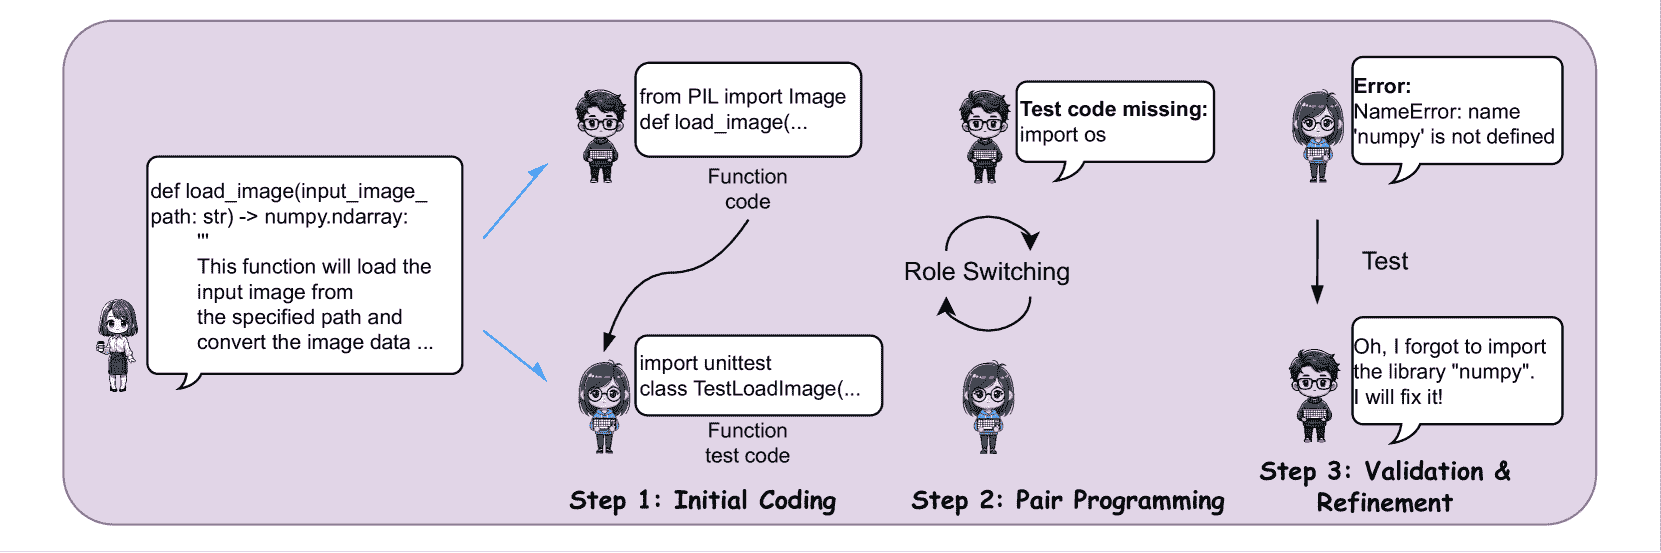 def load_image(input_image_
path: str) -> numpy.ndarray:
'''
This function will load the
input image from
the specified path and
convert the image data ...
from PIL import Image
def load_image(...
Function
code
import unittest
class TestLoadImage(...
Function
test code
Step 1: Initial Coding
Test code missing:
import os
Role Switching
Step 2: Pair Programming
Error:
NameError: name
'numpy' is not defined
Test
Oh, I forgot to import
the library "numpy".
I will fix it!
Step 3: Validation &
Refinement